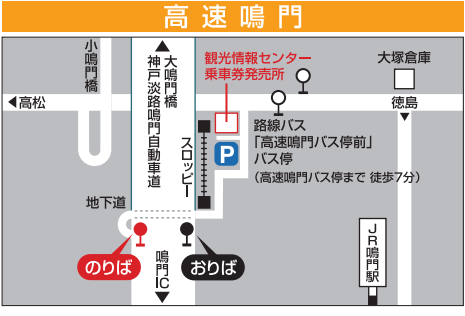 高速鳴門
小鳴門橋
大鳴門橋
神戸淡路鳴門自動車道
観光情報センター
乗車券発売所
大塚倉庫
高松
徳島
路線バス
「高速鳴門バス停前」
バス停
(高速鳴門バス停まで 徒歩7分)
スロッピー
P
地下道
のりば
おりば
鳴門IC
JR鳴門駅